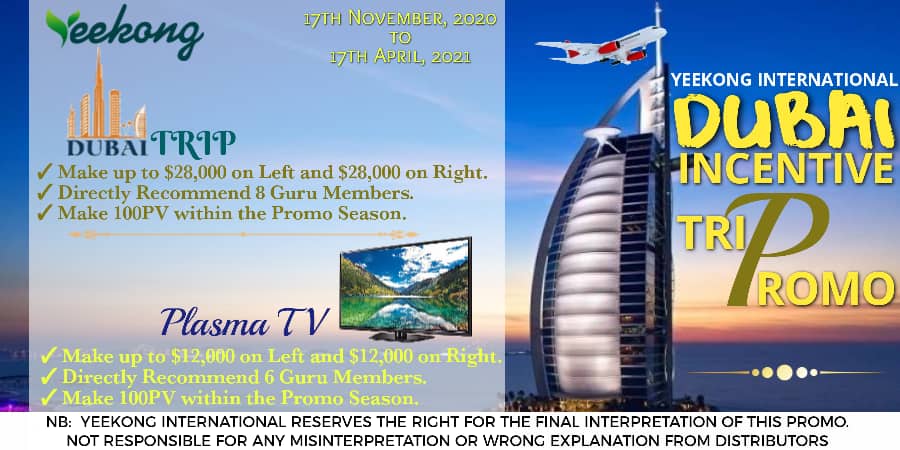 Yeekong
17TH NOVEMBER, 2020
TO
17TH APRIL, 2021
DUBAI TRIP
✓ Make up to $28,000 on Left and $28,000 on Right.
✓ Directly Recommend 8 Guru Members.
✓ Make 100PV within the Promo Season.
Plasma TV
✓ Make up to $12,000 on Left and $12,000 on Right.
✓ Directly Recommend 6 Guru Members.
✓ Make 100PV within the Promo Season.
YEEKONG INTERNATIONAL
DUBAI
INCENTIVE
TRIP
PROMO
NB: YEEKONG INTERNATIONAL RESERVES THE RIGHT FOR THE FINAL INTERPRETATION OF THIS PROMO.
NOT RESPONSIBLE FOR ANY MISINTERPRETATION OR WRONG EXPLANATION FROM DISTRIBUTORS